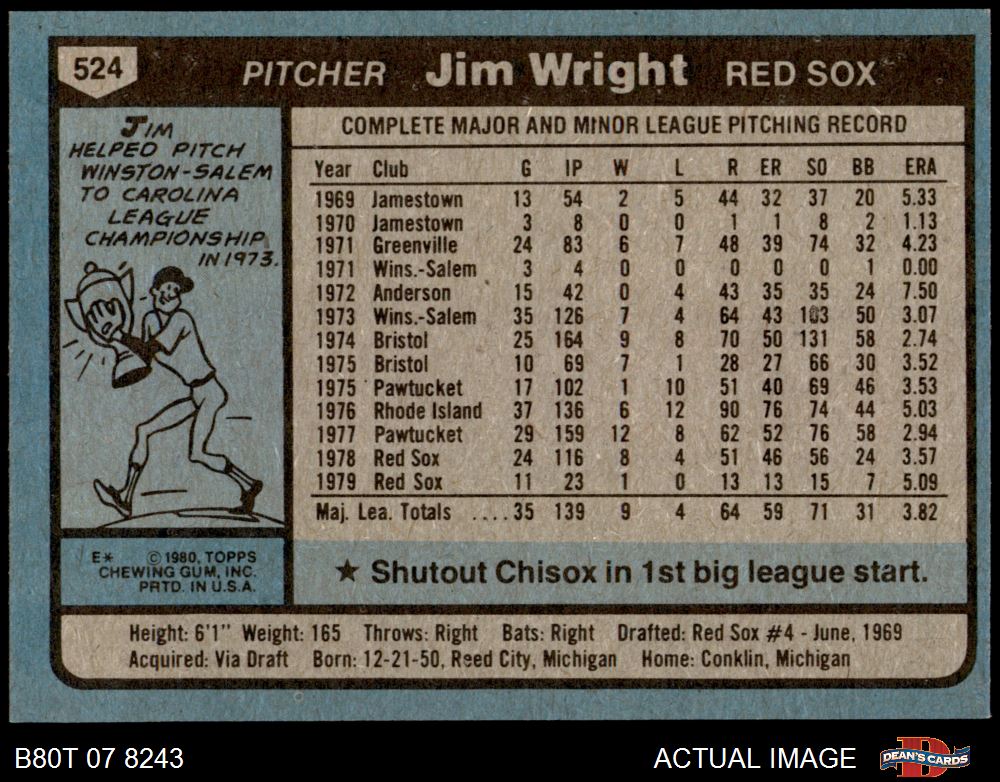 524
PITCHER Jim Wright RED SOX
JIM
HELPED PITCH
WINSTON-SALEM
TO CAROLINA
LEAGUE
CHAMPIONSHIP
IN 1973.
COMPLETE MAJOR AND MINOR LEAGUE PITCHING RECORD
Year Club G IP W L R ER SO BB ERA
1969 Jamestown 13 54 2 5 44 32 37 20 5.33
1970 Jamestown 3 8 0 0 1 1 8 2 1.13
1971 Greenville 24 83 6 7 48 39 74 32 4.23
1971 Wins.-Salem 3 4 0 0 0 0 0 1 0.00
1972 Anderson 15 42 0 4 43 35 35 24 7.50
1973 Wins.-Salem 35 126 7 4 64 43 103 50 3.07
1974 Bristol 25 164 9 8 70 50 131 58 2.74
1975 Bristol 10 69 7 1 28 27 66 30 3.52
1975 Pawtucket 17 102 1 10 51 40 69 46 3.53
1976 Rhode Island 37 136 6 12 90 76 74 44 5.03
1977 Pawtucket 29 159 12 8 62 52 76 58 2.94
1978 Red Sox 24 116 8 4 51 46 56 24 3.57
1979 Red Sox 11 23 1 0 13 13 15 7 5.09
Maj. Lea. Totals ....35 139 9 4 64 59 71 31 3.82
E* © 1980, TOPPS
CHEWING GUM, INC.
PRTD. IN U.S.A.
★ Shutout Chisox in 1st big league start.
Height: 6'1" Weight: 165 Throws: Right Bats: Right Drafted: Red Sox #4 - June, 1969
Acquired: Via Draft Born: 12-21-50, Reed City, Michigan Home: Conklin, Michigan
B80T 07 8243
ACTUAL IMAGE
DEAN'S CARDS